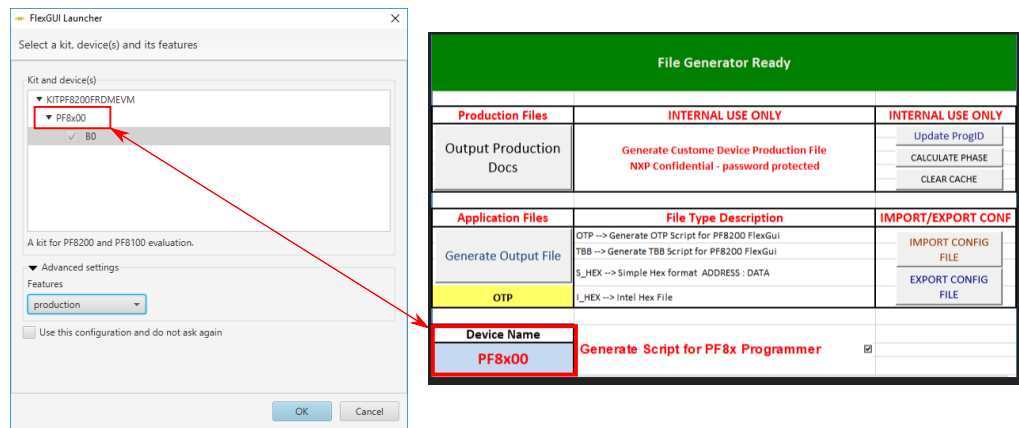 FlexGUI Launcher
Select a kit, device(s) and its features
Kit and device(s)
KITPF8200FRDMEVM
PF8x00
B0
A kit for PF8200 and PF8100 evaluation.
Advanced settings
Features
production
Use this configuration and do not ask again
OK
Cancel
File Generator Ready
Production Files
INTERNAL USE ONLY
INTERNAL USE ONLY
Output Production
Docs
Generate Custome Device Production File
NXP Confidential - password protected
Update ProgID
CALCULATE PHASE
CLEAR CACHE
Application Files
File Type Description
IMPORT/EXPORT CONF
Generate Output File
OTP --> Generate OTP Script for PF8200 FlexGui
TBB --> Generate TBB Script for PF8200 FlexGui
S_HEX --> Simple Hex format ADDRESS : DATA
I_HEX --> Intel Hex File
IMPORT CONFIG
FILE
EXPORT CONFIG
FILE
OTP
Device Name
PF8x00
Generate Script for PF8x Programmer